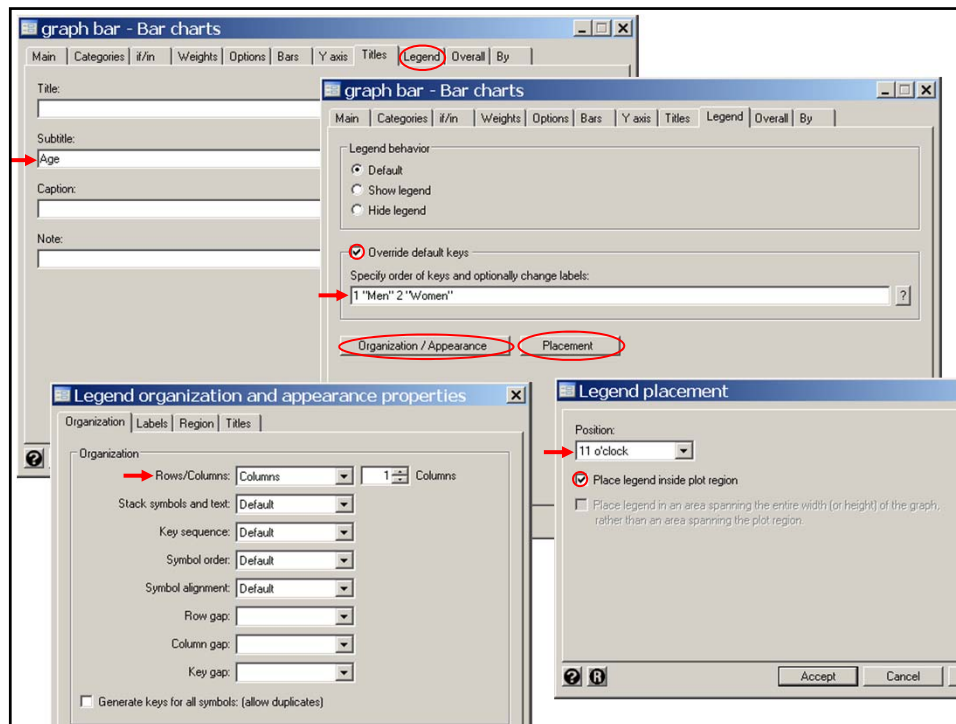 graph bar - Bar charts
Main Categories if/in Weights Options Bars Y axis Titles Legend Overall By
Title:
Subtitle:
Age
Caption:
Note:
graph bar - Bar charts
Main Categories if/in Weights Options Bars Y axis Titles Legend Overall By
Legend behavior
Default
Show legend
Hide legend
Override default keys
Specify order of keys and optionally change labels:
1 "Men" 2 "Women"
?
Organization / Appearance Placement
Legend organization and appearance properties
Organization Labels Region Titles
Organization
Rows/Columns: Columns 1 Columns
Stack symbols and text: Default
Key sequence: Default
Symbol order: Default
Symbol alignment: Default
Row gap:
Column gap:
Key gap:
Generate keys for all symbols: (allow duplicates)
Legend placement
Position:
11 o'clock
Place legend inside plot region
Place legend in an area spanning the entire width (or height) of the graph,
rather than an area spanning the plot region.
? R Accept Cancel
?